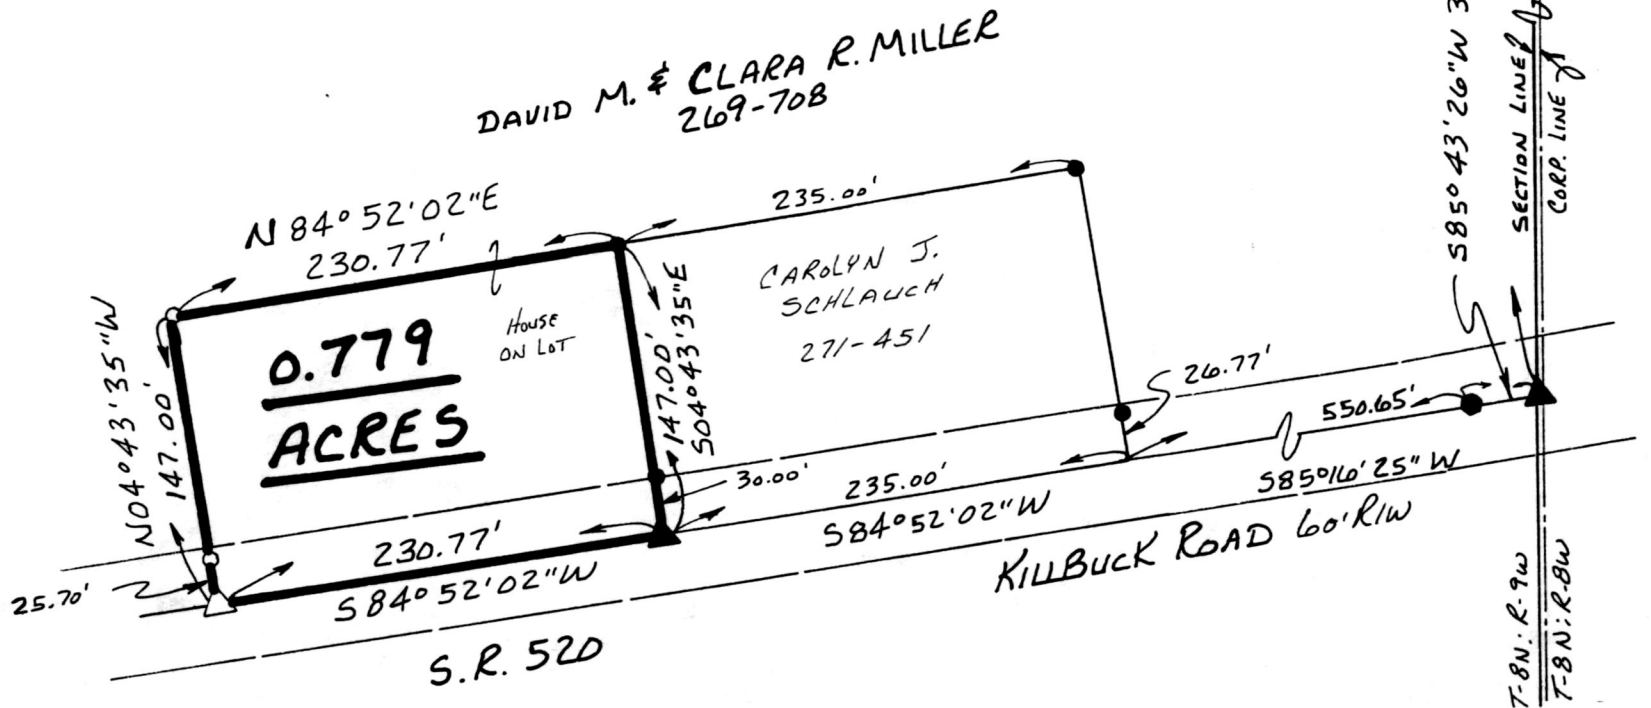 DAVID M. & CLARA R. MILLER
269-708
N 84° 52' 02" E
230.77'
235.00'
CAROLYN J.
SCHLAUCH
271-451
HOUSE
ON LOT
0.779
ACRES
N04°43'35"W
147.00'
147.00'
S04°43'35"E
26.77'
550.65'
30.00'
235.00'
S84°52'02"W
S85°16'25"W
230.77'
S84°52'02"W
25.70'
KILLBUCK ROAD 60' R/W
S.R. 520
S85°43'26"W 3
SECTION LINE
CORP. LINE
T-8N; R-9W
T-8N; R-8W